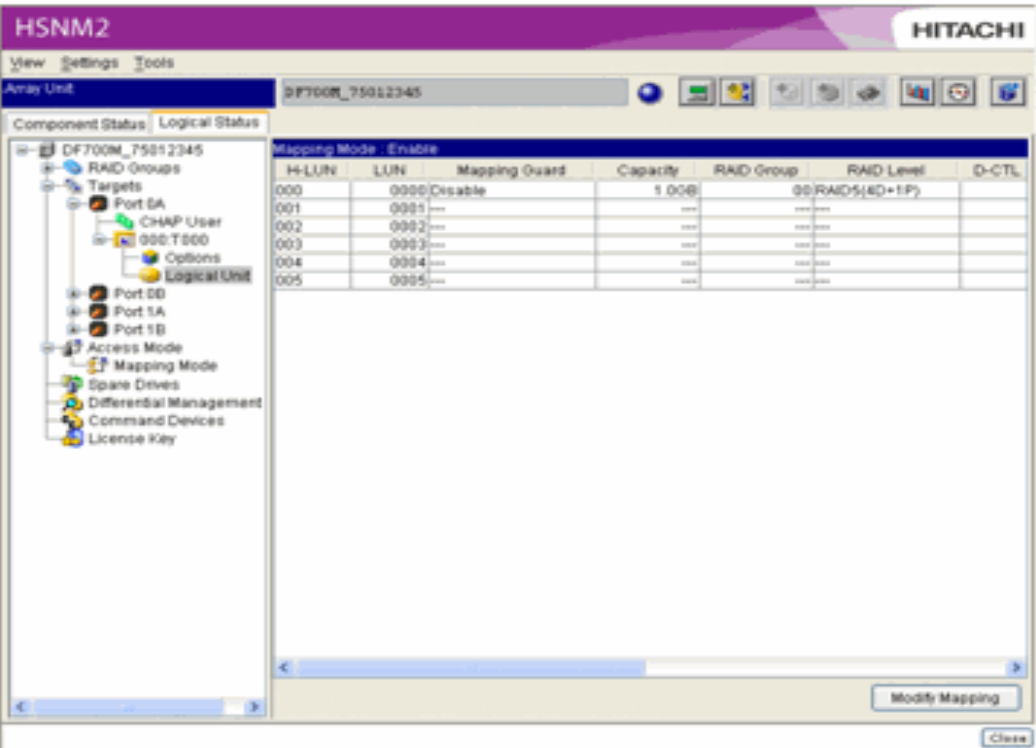 HSNM2
HITACHI
View Settings Tools
Array Unit
DF700M_75012345
Component Status Logical Status
DF700M_75012345
RAID Groups
Targets
Port 0A
CHAP User
000:T000
Options
Logical Unit
Port 0B
Port 1A
Port 1B
Access Mode
Mapping Mode
Spare Drives
Differential Management
Command Devices
License Key
Mapping Mode : Enable
H-LUN LUN Mapping Guard Capacity RAID Group RAID Level D-CTL
000 0000 Disable 1.0GB 00 RAID5(4D+1P)
001 0001 --- --- --- ---
002 0002 --- --- --- ---
003 0003 --- --- --- ---
004 0004 --- --- --- ---
005 0005 --- --- --- ---
Modify Mapping
Close